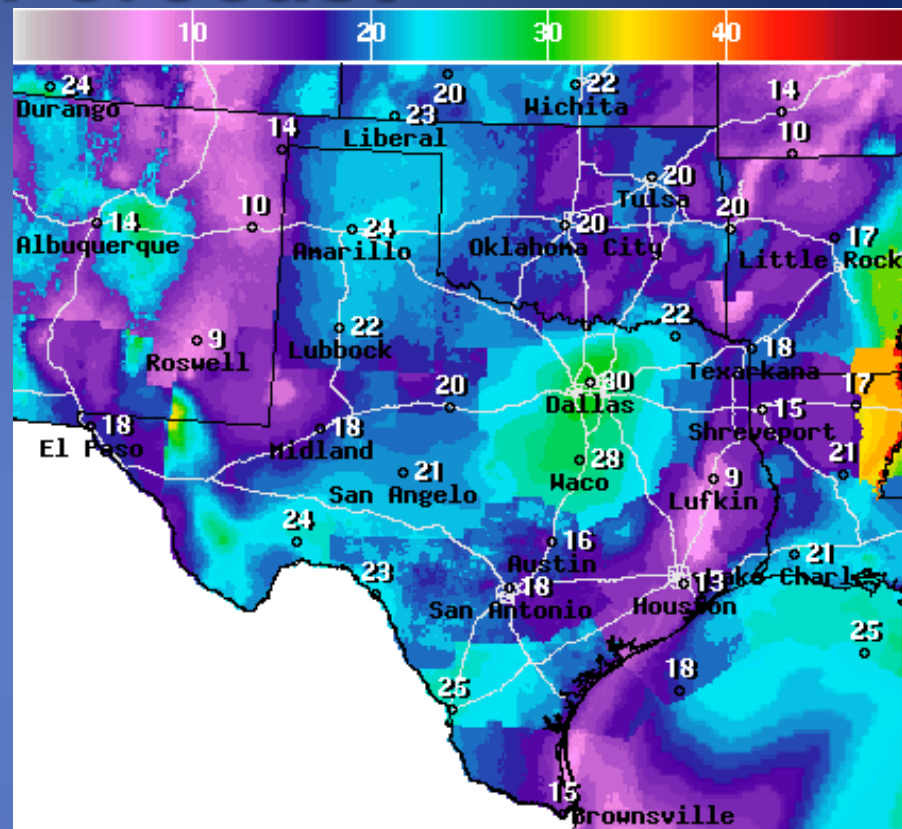 10 20 30 40
24
Durango
20
22
Wichita
14
23
Liberal
14
10
20
Tulsa
14
Albuquerque
10
24
Amarillo
20
Oklahoma City
20
17
Little Rock
9
Roswell
22
Lubbock
22
18
Texarkana
30
Dallas
20
17
15
Shreveport
18
El Paso
18
Midland
21
San Angelo
28
Waco
9
Lufkin
21
24
16
Austin
21
Lake Charles
23
18
San Antonio
13
Houston
25
18
25
15
Brownsville